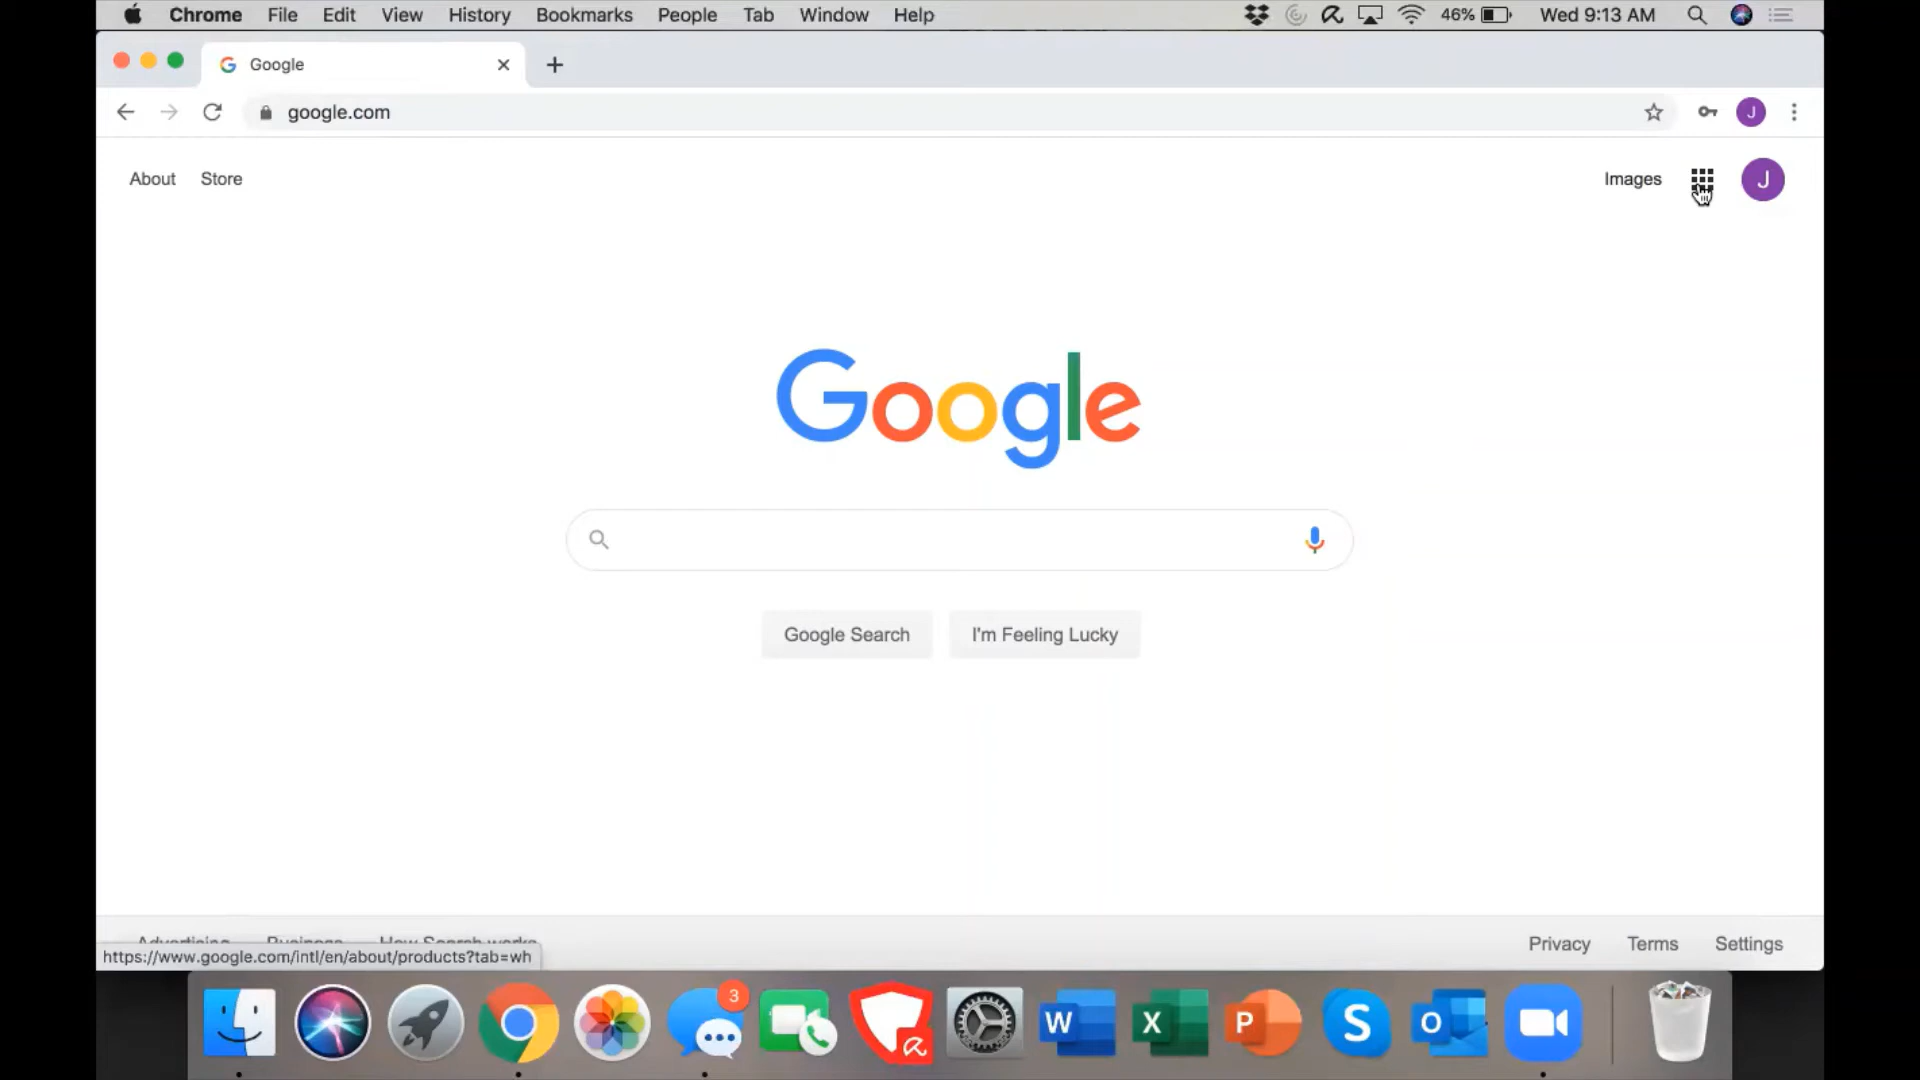 Chrome File Edit View History Bookmarks People Tab Window Help 46% Wed 9:13 AM
Google
google.com J
About Store Images J
Google
Google Search I'm Feeling Lucky
Advertising Business How Search works Privacy Terms Settings
https://www.google.com/intl/en/about/products?tab=wh
3
W X P S O